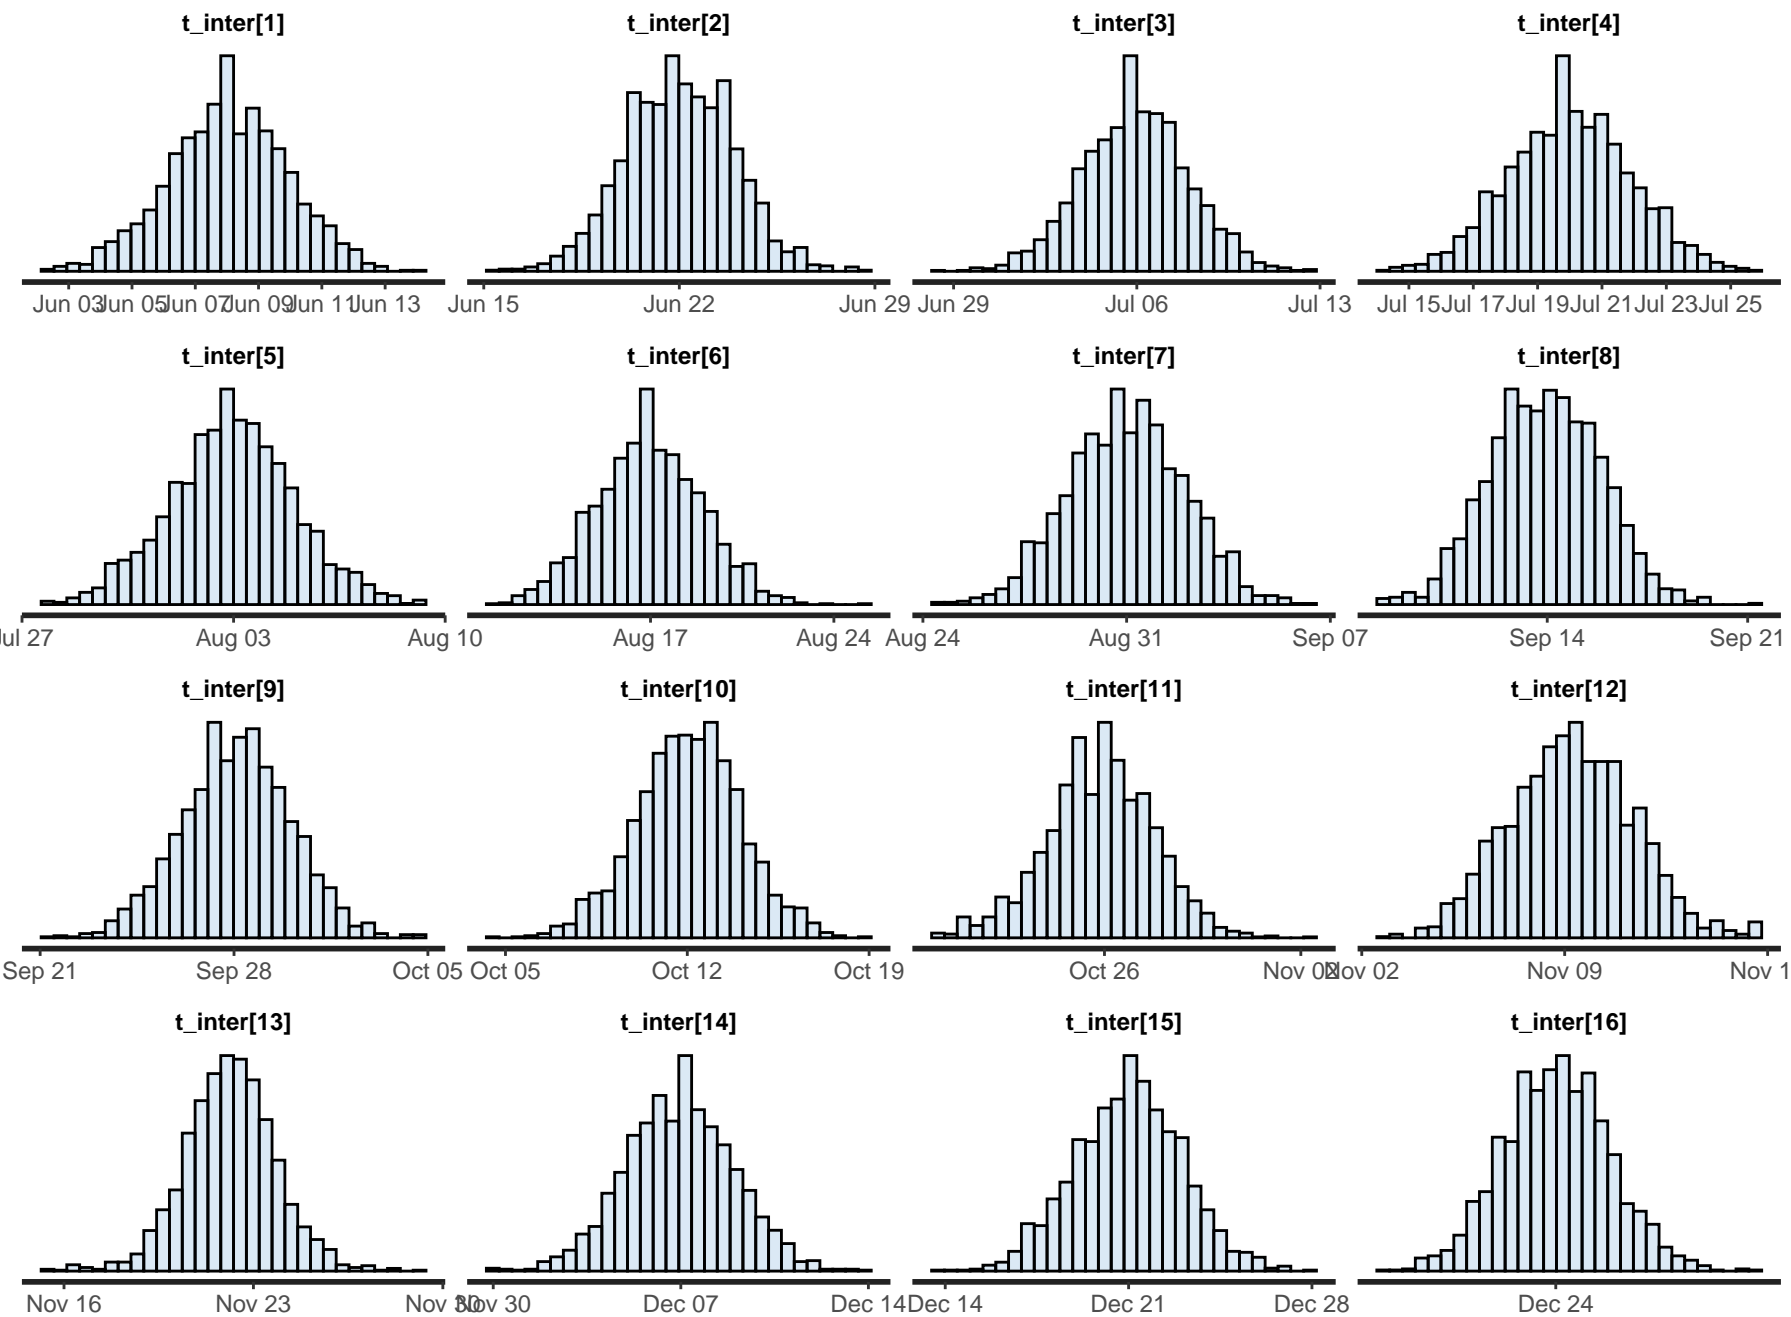 t_inter[1] t_inter[2] t_inter[3] t_inter[4]
Jun 03 Jun 05 Jun 07 Jun 09 Jun 11 Jun 13 Jun 15 Jun 22 Jun 29 Jun 29 Jul 06 Jul 13 Jul 15 Jul 17 Jul 19 Jul 21 Jul 23 Jul 25
t_inter[5] t_inter[6] t_inter[7] t_inter[8]
Jul 27 Aug 03 Aug 10 Aug 17 Aug 24 Aug 24 Aug 31 Sep 07 Sep 14 Sep 21
t_inter[9] t_inter[10] t_inter[11] t_inter[12]
Sep 21 Sep 28 Oct 05 Oct 05 Oct 12 Oct 19 Oct 26 Nov 02 Nov 02 Nov 09 Nov 1
t_inter[13] t_inter[14] t_inter[15] t_inter[16]
Nov 16 Nov 23 Nov 30 Nov 30 Dec 07 Dec 14 Dec 14 Dec 21 Dec 28 Dec 24